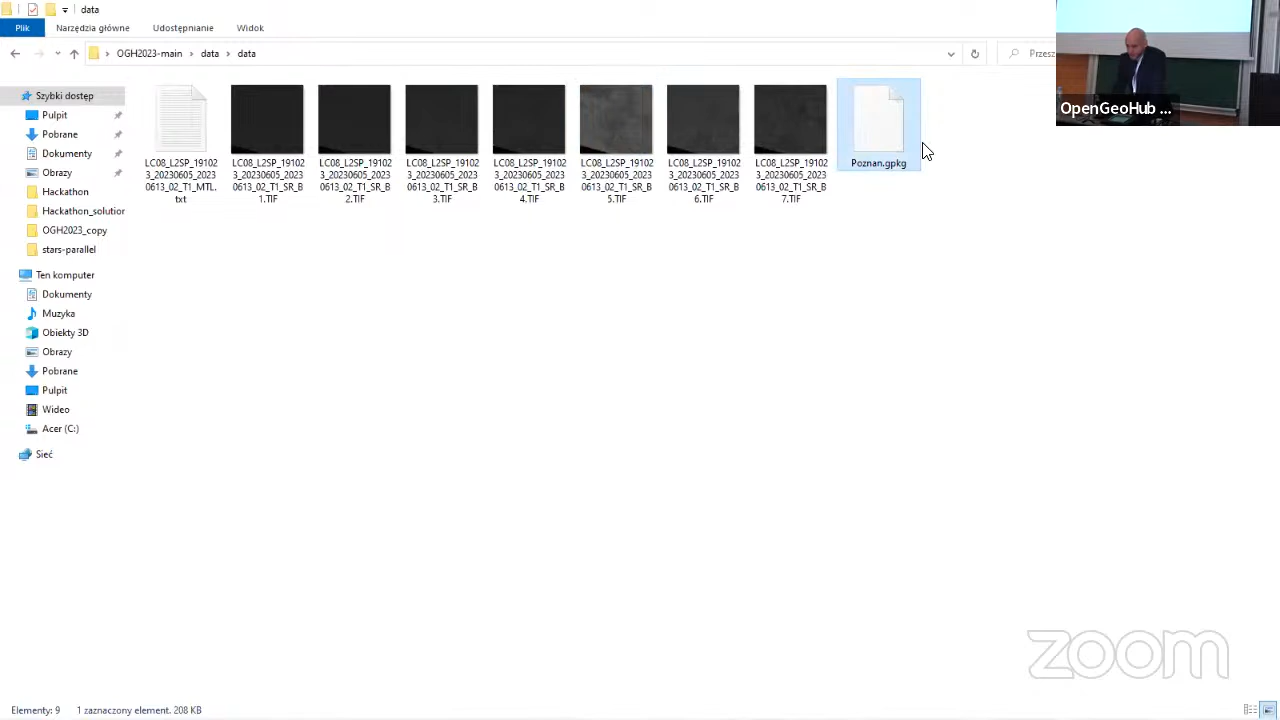 data
Plik
Narzędzia główne
Udostępnianie
Widok
OGH2023-main › data › data
Przesz
OpenGeoHub ...
Szybki dostęp
Pulpit
Pobrane
Dokumenty
Obrazy
Hackathon
Hackathon_solutior
OGH2023_copy
stars-parallel
Ten komputer
Dokumenty
Muzyka
Obiekty 3D
Obrazy
Pobrane
Pulpit
Wideo
Acer (C:)
Sieć
LC08_L2SP_19102
3_20230605_2023
0613_02_T1_MTL.
txt
LC08_L2SP_19102
3_20230605_2023
0613_02_T1_SR_B
1.TIF
LC08_L2SP_19102
3_20230605_2023
0613_02_T1_SR_B
2.TIF
LC08_L2SP_19102
3_20230605_2023
0613_02_T1_SR_B
3.TIF
LC08_L2SP_19102
3_20230605_2023
0613_02_T1_SR_B
4.TIF
LC08_L2SP_19102
3_20230605_2023
0613_02_T1_SR_B
5.TIF
LC08_L2SP_19102
3_20230605_2023
0613_02_T1_SR_B
6.TIF
LC08_L2SP_19102
3_20230605_2023
0613_02_T1_SR_B
7.TIF
Poznan.gpkg
zoom
Elementy: 9
1 zaznaczony element. 208 KB